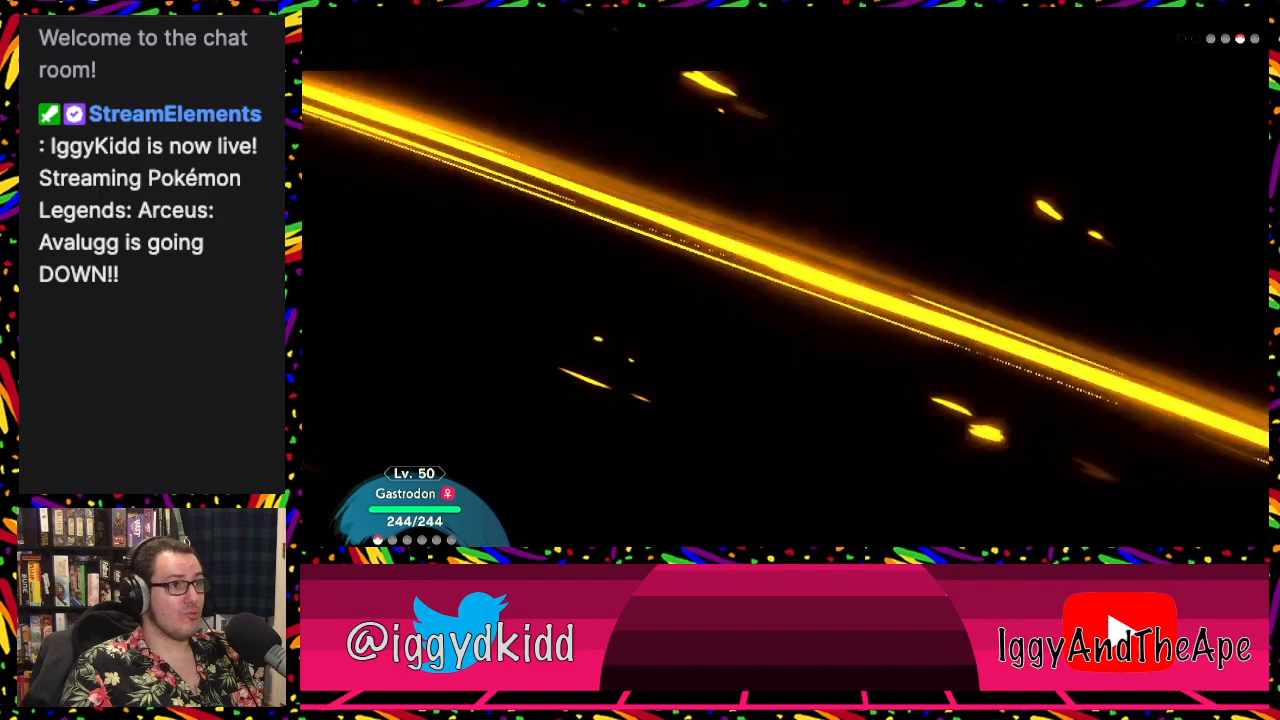 Welcome to the chat
room!
StreamElements
: IggyKidd is now live!
Streaming Pokémon
Legends: Arceus:
Avalugg is going
DOWN!!
Lv. 50
Gastrodon ♀
244/244
@iggydkidd
IggyAndTheApe